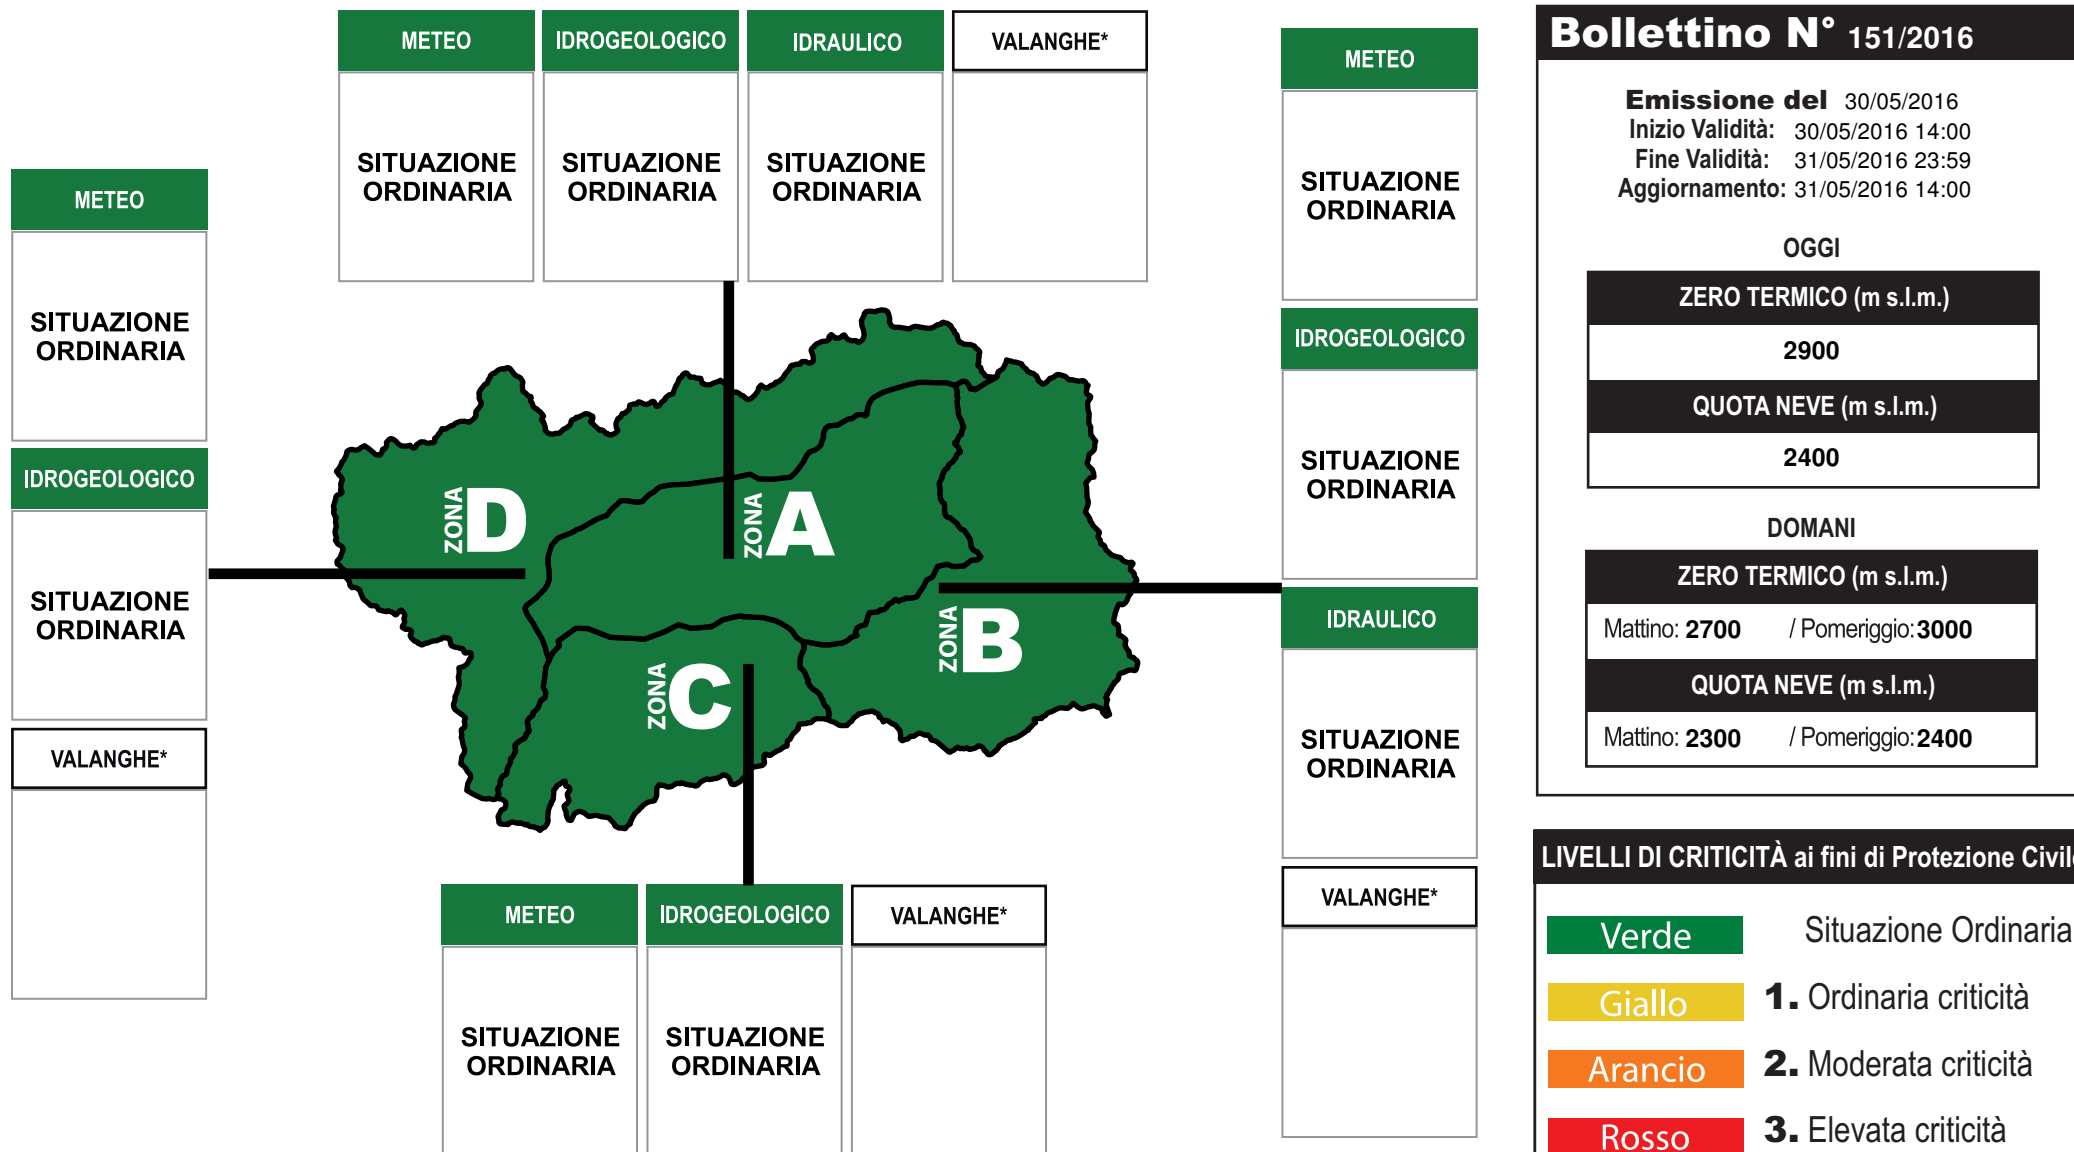 METEO
IDROGEOLOGICO
IDRAULICO
VALANGHE*
SITUAZIONE
ORDINARIA
SITUAZIONE
ORDINARIA
SITUAZIONE
ORDINARIA
METEO
SITUAZIONE
ORDINARIA
IDROGEOLOGICO
SITUAZIONE
ORDINARIA
VALANGHE*
ZONA D
ZONA A
ZONA B
ZONA C
METEO
SITUAZIONE
ORDINARIA
IDROGEOLOGICO
SITUAZIONE
ORDINARIA
IDRAULICO
SITUAZIONE
ORDINARIA
VALANGHE*
METEO
IDROGEOLOGICO
VALANGHE*
SITUAZIONE
ORDINARIA
SITUAZIONE
ORDINARIA
Bollettino N° 151/2016
Emissione del 30/05/2016
Inizio Validità: 30/05/2016 14:00
Fine Validità: 31/05/2016 23:59
Aggiornamento: 31/05/2016 14:00
OGGI
ZERO TERMICO (m s.l.m.)
2900
QUOTA NEVE (m s.l.m.)
2400
DOMANI
ZERO TERMICO (m s.l.m.)
Mattino: 2700 / Pomeriggio: 3000
QUOTA NEVE (m s.l.m.)
Mattino: 2300 / Pomeriggio: 2400
LIVELLI DI CRITICITÀ ai fini di Protezione Civile
Verde Situazione Ordinaria
Giallo 1. Ordinaria criticità
Arancio 2. Moderata criticità
Rosso 3. Elevata criticità